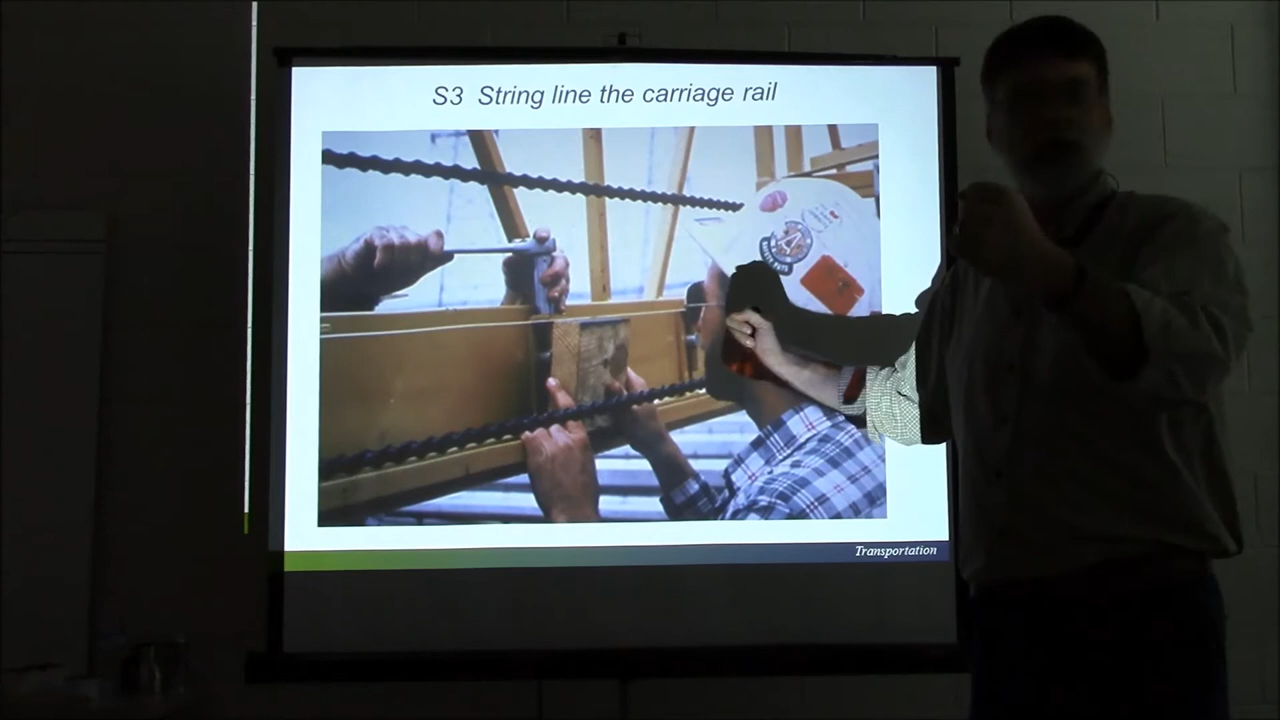 S3 String line the carriage rail
A
Transportation